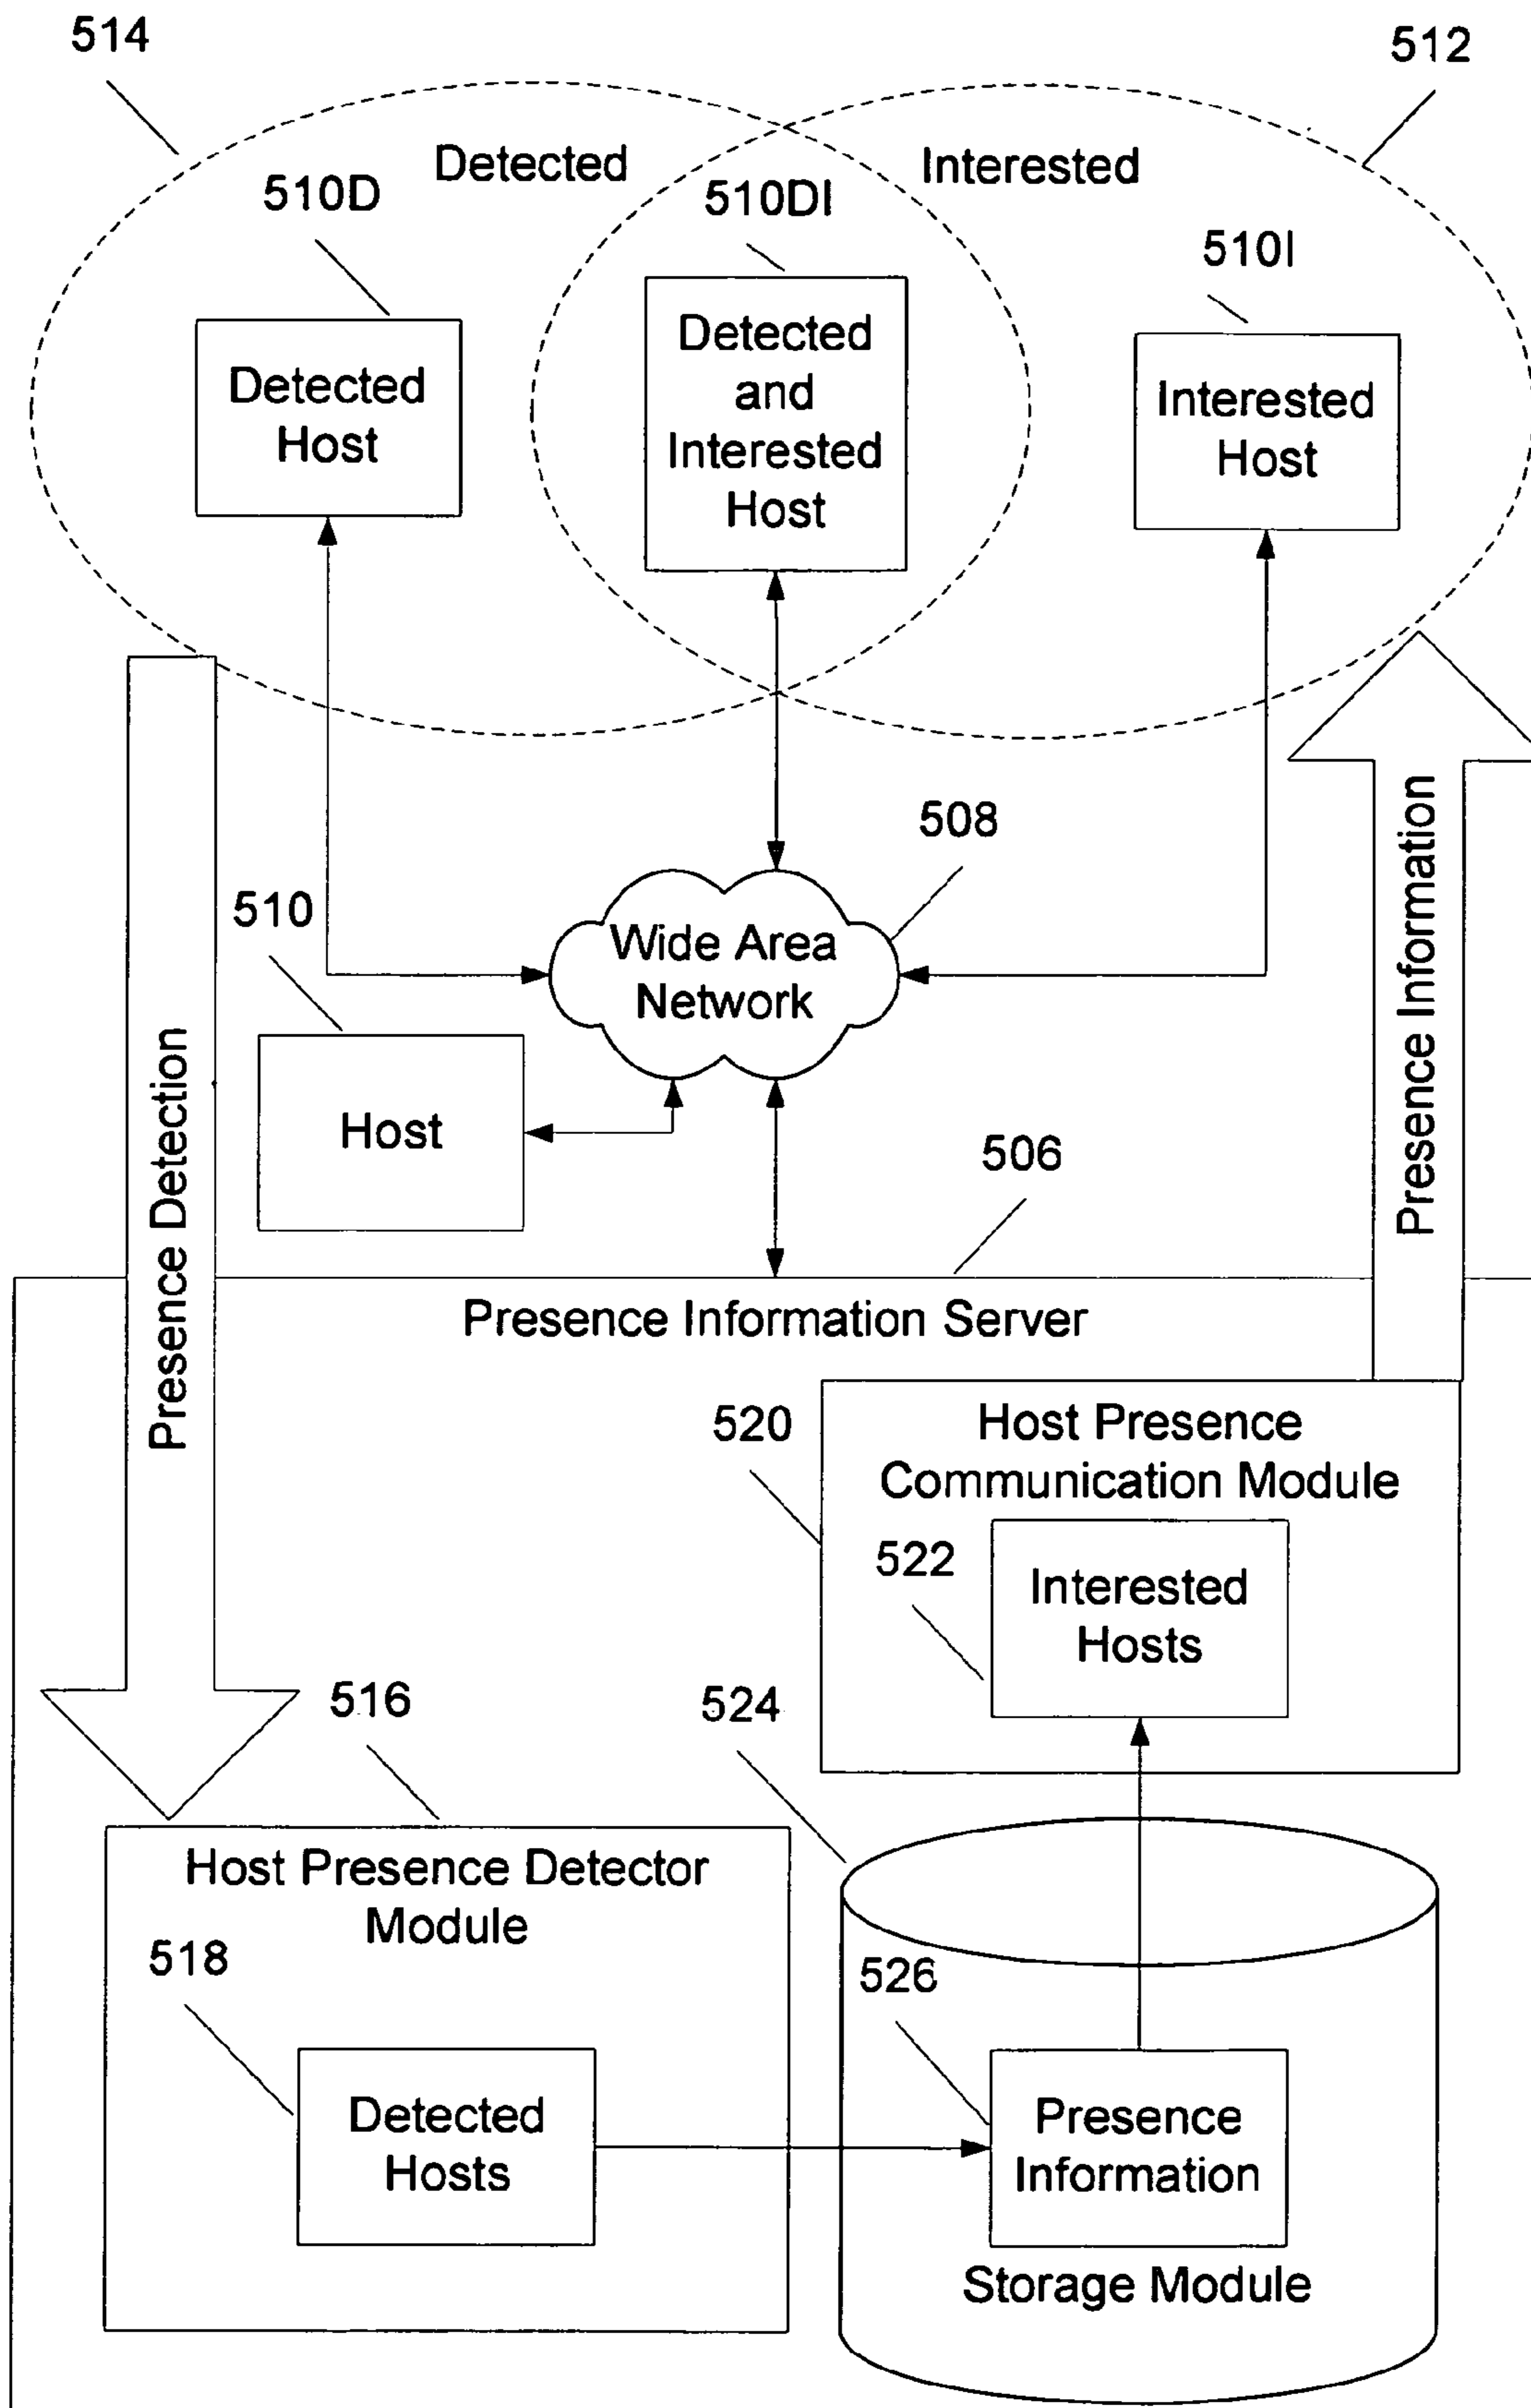 514
512
Detected
Interested
510D
510DI
510I
Detected
Host
Detected
and
Interested
Host
Interested
Host
508
510
Wide Area
Network
Host
Presence Detection
Presence Information
506
Presence Information Server
520
Host Presence
Communication Module
522
Interested
Hosts
516
524
Host Presence Detector
Module
518
526
Detected
Hosts
Presence
Information
Storage Module